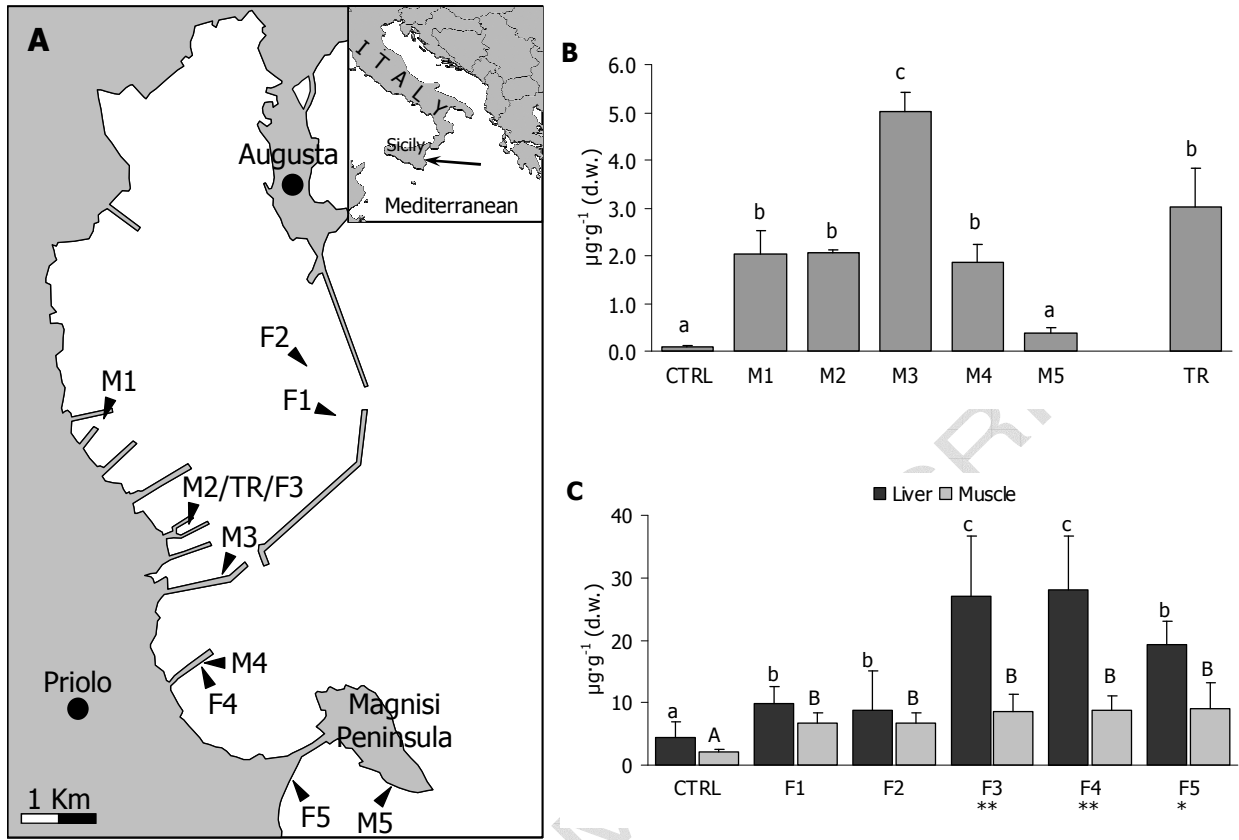 A
ITALY
Sicily
Mediterranean
Augusta
F2
F1
M1
M2/TR/F3
M3
M4
F4
Priolo
Magnisi
Peninsula
F5
M5
1 Km
B
µg·g⁻¹ (d.w.)
6.0
5.0
4.0
3.0
2.0
1.0
0.0
a b b c b a b
CTRL M1 M2 M3 M4 M5 TR
C
Liver Muscle
µg·g⁻¹ (d.w.)
40
30
20
10
0
a A b B b B c B c B b B
CTRL F1 F2 F3 F4 F5
** ** *